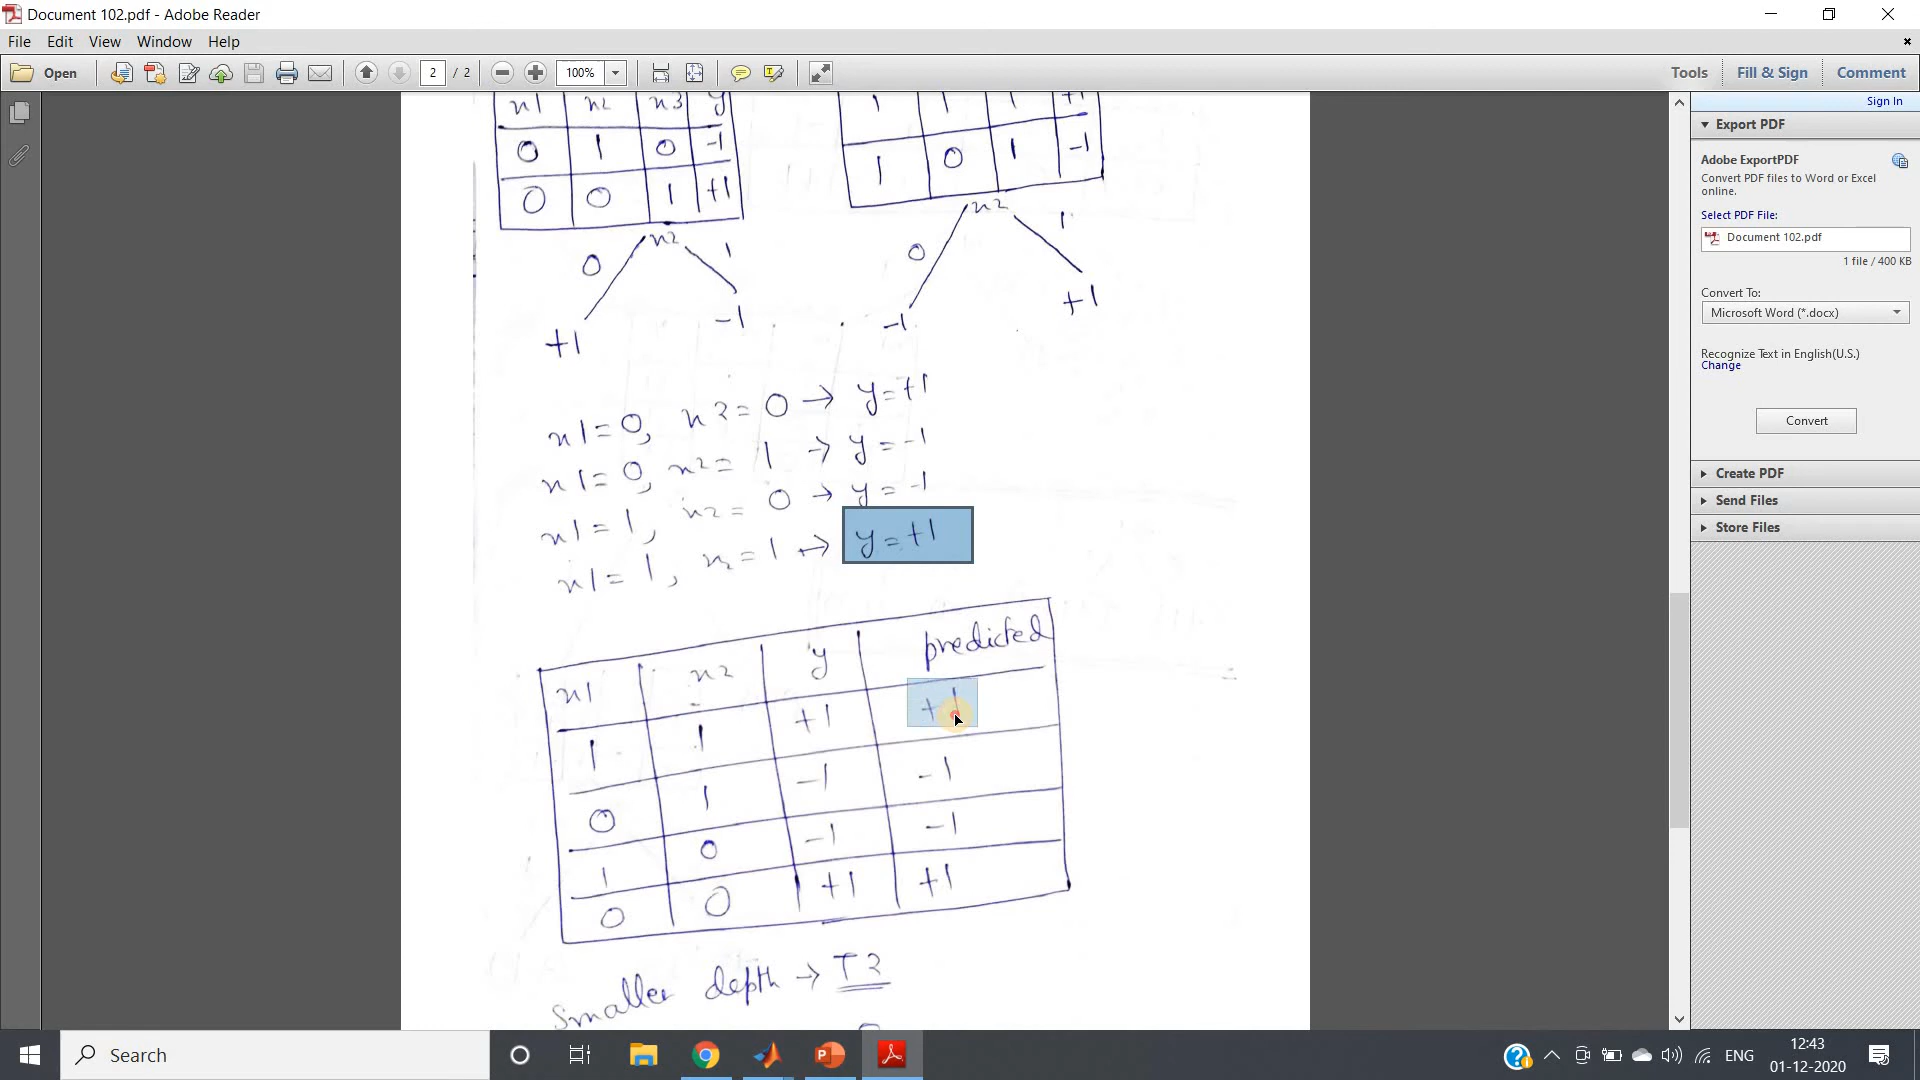 Document 102.pdf - Adobe Reader
File Edit View Window Help
Open 2 / 2 100% Tools Fill & Sign Comment
Sign In
Export PDF
Adobe ExportPDF
Convert PDF files to Word or Excel
online.
Select PDF File:
Document 102.pdf
1 file / 400 KB
Convert To:
Microsoft Word (*.docx)
Recognize Text in English(U.S.)
Change
Convert
Create PDF
Send Files
Store Files
x1 x2 x3 y
0 1 0 -1
0 0 1 +1
1 1 1 +1
1 0 1 -1
x2
0 1
+1 -1
x2
0 1
-1 +1
x1=0, x2=0 → y=+1
x1=0, x2=1 → y=-1
x1=1, x2=0 → y=-1
x1=1, x2=1 → y=+1
x1 x2 y predicted
1 1 +1 +1
0 1 -1 -1
1 0 -1 -1
0 0 +1 +1
Smaller depth → T2
Search
ENG
12:43
01-12-2020